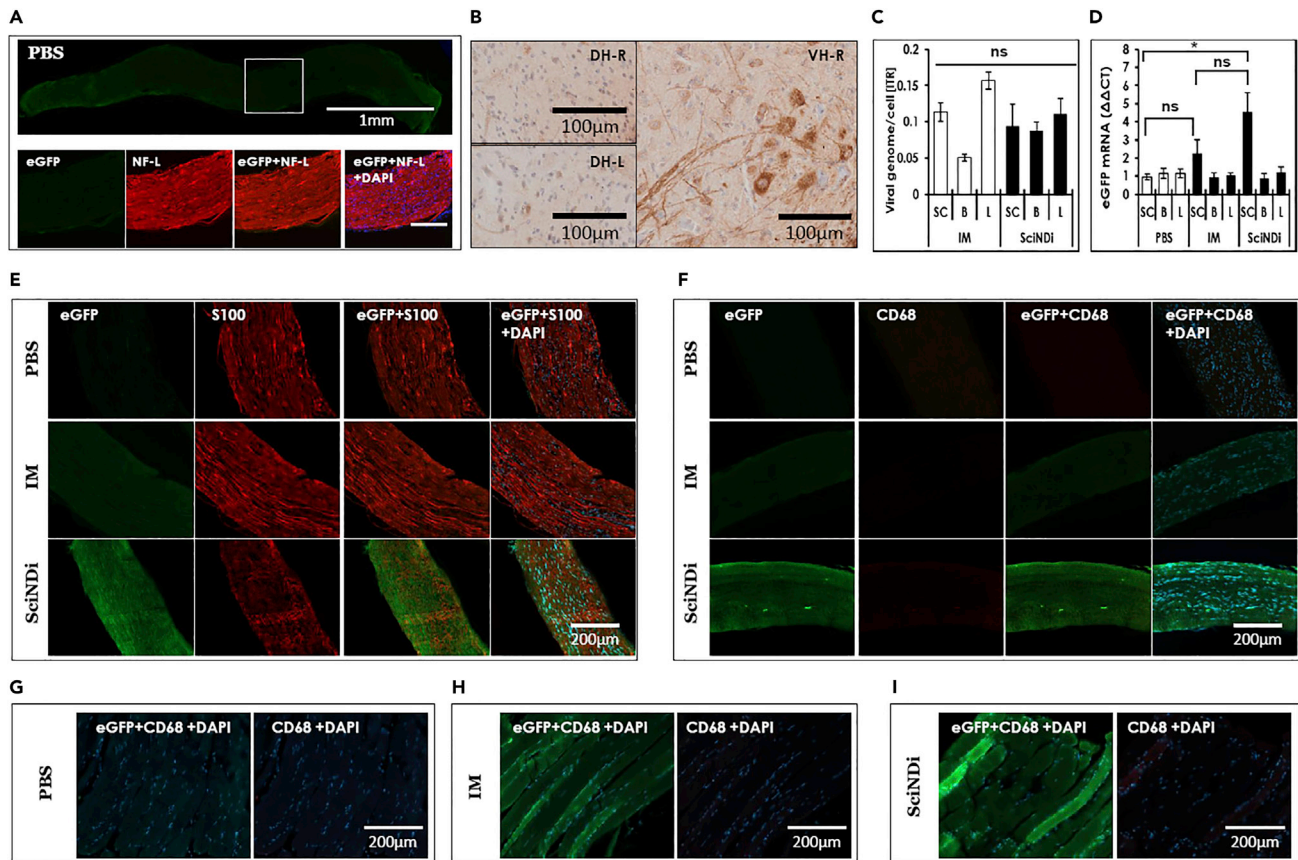 A
PBS
1mm
eGFP
NF-L
eGFP+NF-L
eGFP+NF-L
+DAPI
B
DH-R
100µm
DH-L
100µm
VH-R
100µm
C
Viral genome/cell [ITR]
0.2
0.15
0.1
0.05
0
ns
SC B L SC B L
IM SciNDi
D
eGFP mRNA (ΔΔCT)
8
7
6
5
4
3
2
1
0
*
ns
ns
SC B L SC B L SC B L
PBS IM SciNDi
E
eGFP S100 eGFP+S100 eGFP+S100
+DAPI
PBS
IM
SciNDi
200µm
F
eGFP CD68 eGFP+CD68 eGFP+CD68
+DAPI
PBS
IM
SciNDi
200µm
G
PBS
eGFP+CD68 +DAPI CD68 +DAPI
200µm
H
IM
eGFP+CD68 +DAPI CD68 +DAPI
200µm
I
SciNDi
eGFP+CD68 +DAPI CD68 +DAPI
200µm